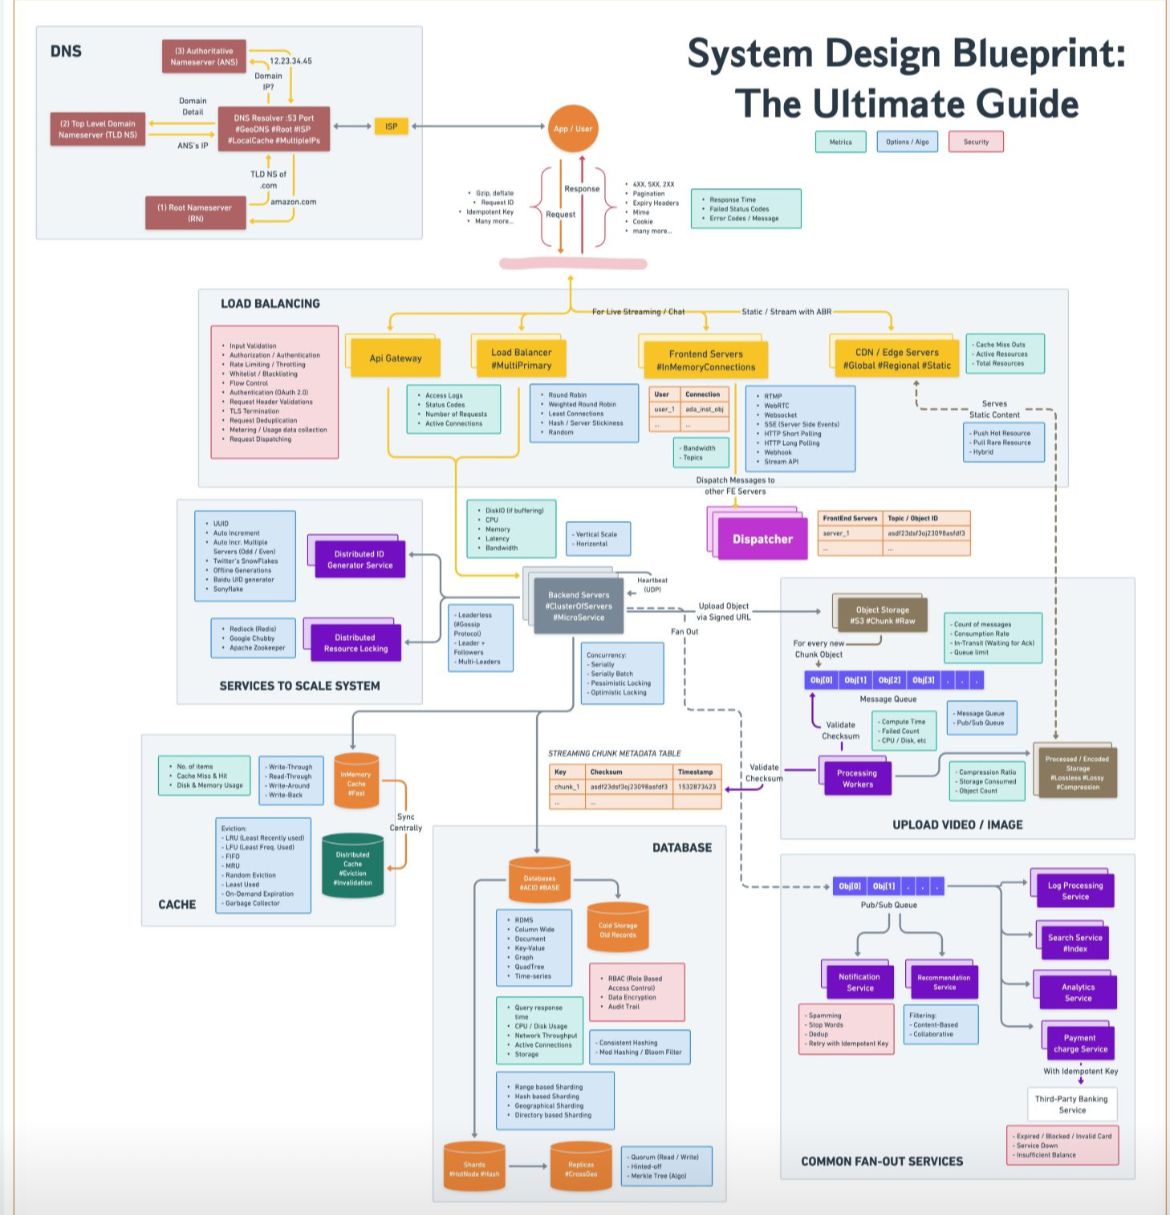 System Design Blueprint:
The Ultimate Guide
Metrics
Options / Algo
Security
DNS
(3) Authoritative
Nameserver (ANS)
12.23.34.45
Domain
IP?
Domain
Detail
(2) Top Level Domain
Nameserver (TLD NS)
ANS's IP
DNS Resolver :53 Port
#GeoDNS #Root #ISP
#LocalCache #MultipleIPs
TLD NS of
.com
amazon.com
(1) Root Nameserver
(RN)
ISP
App / User
Response
Request
• Gzip, deflate
• Request ID
• Idempotent Key
• Many more...
• 4XX, 5XX, 2XX
• Pagination
• Expiry Headers
• Mime
• Cookie
• many more...
• Response Time
• Failed Status Codes
• Error Codes / Message
LOAD BALANCING
For Live Streaming / Chat
Static / Stream with ABR
• Input Validation
• Authorization / Authentication
• Rate Limiting / Throttling
• Whitelist / Blacklisting
• Flow Control
• Authentication (OAuth 2.0)
• Request Header Validations
• TLS Termination
• Request Deduplication
• Metering / Usage data collection
• Request Dispatching
Api Gateway
Load Balancer
#MultiPrimary
Frontend Servers
#InMemoryConnections
CDN / Edge Servers
#Global #Regional #Static
- Cache Miss Outs
- Active Resources
- Total Resources
• Access Logs
• Status Codes
• Number of Requests
• Active Connections
• Round Robin
• Weighted Round Robin
• Least Connections
• Hash / Server Stickiness
• Random
User
Connection
user_1
ada_inst_obj
...
...
- Bandwidth
- Topics
• RTMP
• WebRTC
• Websocket
• SSE (Server Side Events)
• HTTP Short Polling
• HTTP Long Polling
• Webhook
• Stream API
Serves
Static Content
- Push Hot Resource
- Pull Rare Resource
- Hybrid
Dispatch Messages to
other FE Servers
Dispatcher
FrontEnd Servers
Topic / Object ID
server_1
asdf23dsf3oj23098asfdf3
...
...
• DiskIO (if buffering)
• CPU
• Memory
• Latency
• Bandwidth
- Vertical Scale
- Horizontal
• UUID
• Auto Increment
• Auto Incr. Multiple
Servers (Odd / Even)
• Twitter's SnowFlakes
• Offline Generations
• Baidu UID generator
• Sonyflake
Distributed ID
Generator Service
• Redlock (Redis)
• Google Chubby
• Apache Zookeeper
Distributed
Resource Locking
SERVICES TO SCALE SYSTEM
Backend Servers
#ClusterOfServers
#MicroService
Heartbeat
(UDP)
- Leaderless
(#Gossip
Protocol)
- Leader +
Followers
- Multi-Leaders
Concurrency:
- Serially
- Serially Batch
- Pessimistic Locking
- Optimistic Locking
Upload Object
via Signed URL
Fan Out
Object Storage
#S3 #Chunk #Raw
For every new
Chunk Object
- Count of messages
- Consumption Rate
- In-Transit (Waiting for Ack)
- Queue limit
Obj[0]
Obj[1]
Obj[2]
Obj[3]
. . .
Message Queue
Validate
Checksum
- Compute Time
- Failed Count
- CPU / Disk, etc
- Message Queue
- Pub/Sub Queue
Processing
Workers
- Compression Ratio
- Storage Consumed
- Object Count
Processed / Encoded
Storage
#Lossless #Lossy
#Compression
UPLOAD VIDEO / IMAGE
Validate
Checksum
STREAMING CHUNK METADATA TABLE
Key
Checksum
Timestamp
chunk_1
asdf23dsf3oj23098asfdf3
1532873423
...
...
• No. of items
• Cache Miss & Hit
• Disk & Memory Usage
- Write-Through
- Read-Through
- Write-Around
- Write-Back
InMemory
Cache
#Fast
Sync
Centrally
Eviction:
- LRU (Least Recently used)
- LFU (Least Freq. Used)
- FIFO
- MRU
- Random Eviction
- Least Used
- On-Demand Expiration
- Garbage Collector
Distributed
Cache
#Eviction
#Invalidation
CACHE
DATABASE
Databases
#ACID #BASE
• RDMS
• Column Wide
• Document
• Key-Value
• Graph
• QuadTree
• Time-series
Cold Storage
Old Records
• RBAC (Role Based
Access Control)
• Data Encryption
• Audit Trail
• Query response
time
• CPU / Disk Usage
• Network Throughput
• Active Connections
• Storage
- Consistent Hashing
- Mod Hashing / Bloom Filter
• Range based Sharding
• Hash based Sharding
• Geographical Sharding
• Directory based Sharding
Shards
#HotNode #Hash
Replicas
#CrossGeo
- Quorum (Read / Write)
- Hinted-off
- Merkle Tree (Algo)
Obj[0]
Obj[1]
. . .
Pub/Sub Queue
Log Processing
Service
Search Service
#Index
Analytics
Service
Payment
charge Service
With Idempotent Key
Third-Party Banking
Service
- Expired / Blocked / Invalid Card
- Service Down
- Insufficient Balance
Notification
Service
Recommendation
Service
- Spamming
- Stop Words
- Dedup
- Retry with Idempotent Key
Filtering:
- Content-Based
- Collaborative
COMMON FAN-OUT SERVICES